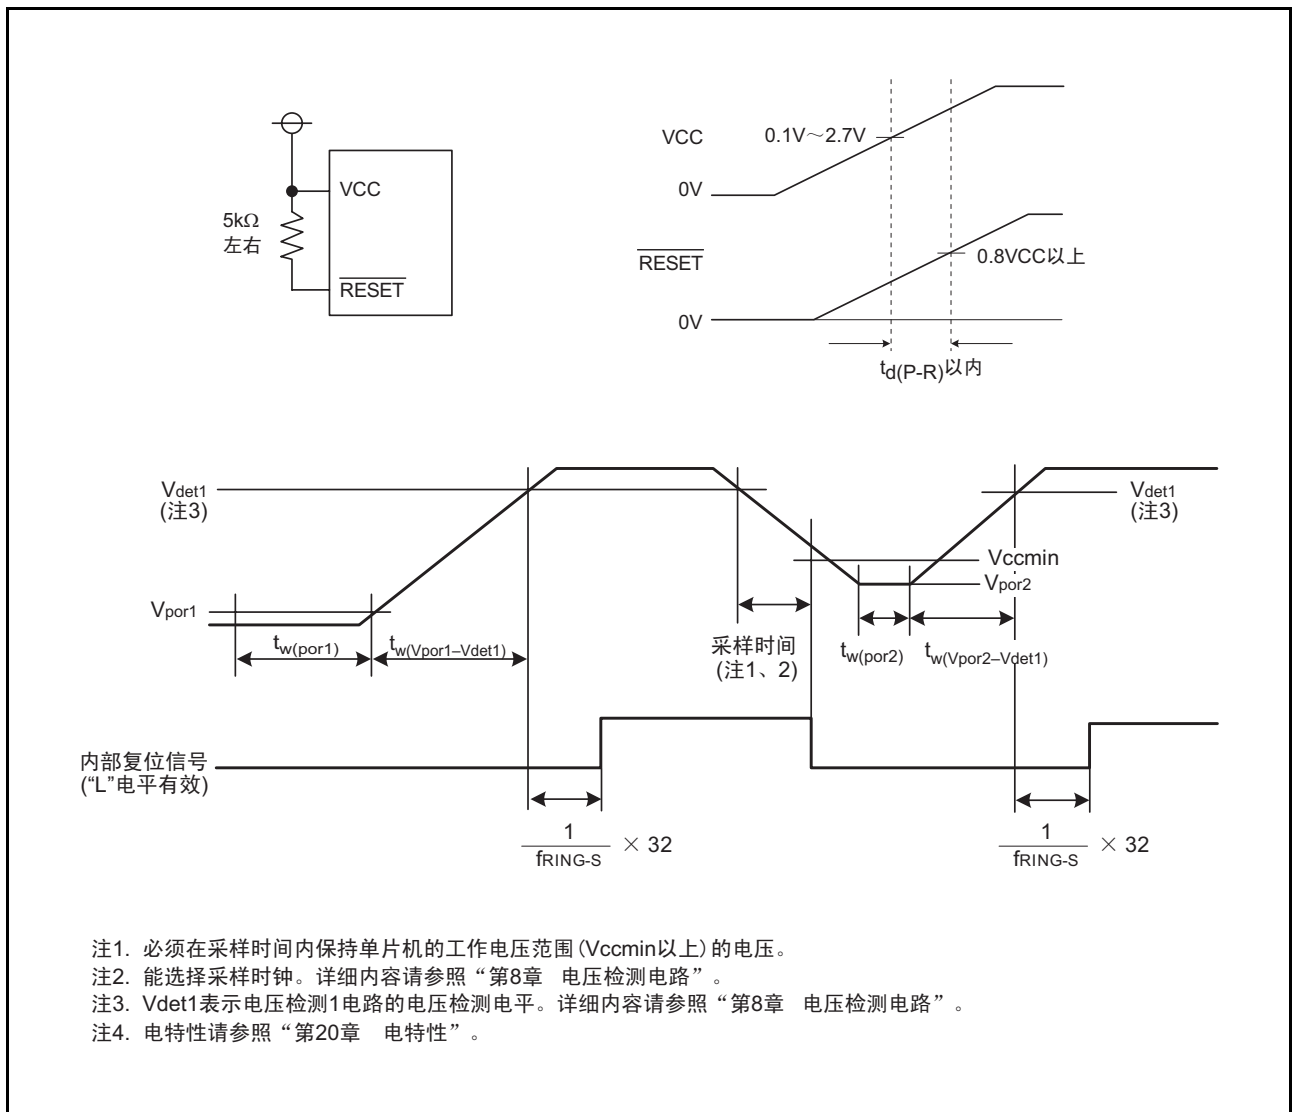 VCC
5kΩ
左右
RESET
VCC
0.1V～2.7V
0V
RESET
0.8VCC以上
0V
td(P-R)以内
Vdet1
(注3)
Vdet1
(注3)
Vccmin
Vpor2
Vpor1
tw(por1)
tw(Vpor1–Vdet1)
采样时间
(注1、2)
tw(por2)
tw(Vpor2–Vdet1)
内部复位信号
(“L”电平有效)
1
fRING-S
× 32
1
fRING-S
× 32
注1. 必须在采样时间内保持单片机的工作电压范围(Vccmin以上)的电压。
注2. 能选择采样时钟。详细内容请参照“第8章 电压检测电路”。
注3. Vdet1表示电压检测1电路的电压检测电平。详细内容请参照“第8章 电压检测电路”。
注4. 电特性请参照“第20章 电特性”。